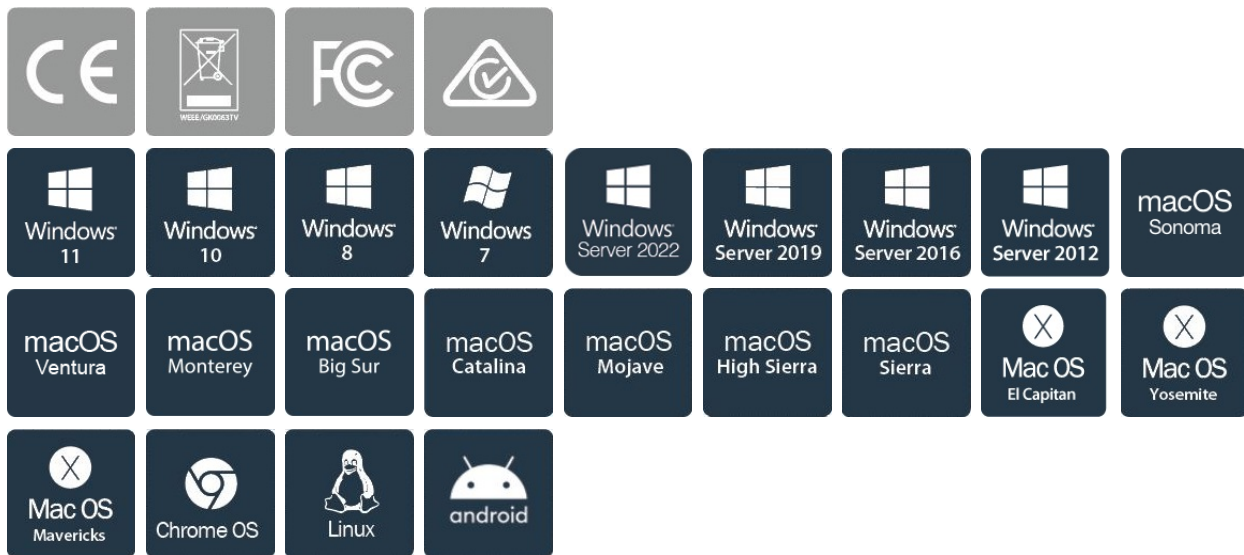 CE
WEEE/GK0083TV
FC
Windows
11
Windows
10
Windows
8
Windows
7
Windows
Server 2022
Windows
Server 2019
Windows
Server 2016
Windows
Server 2012
macOS
Sonoma
macOS
Ventura
macOS
Monterey
macOS
Big Sur
macOS
Catalina
macOS
Mojave
macOS
High Sierra
macOS
Sierra
X
Mac OS
El Capitan
X
Mac OS
Yosemite
X
Mac OS
Mavericks
Chrome OS
Linux
android